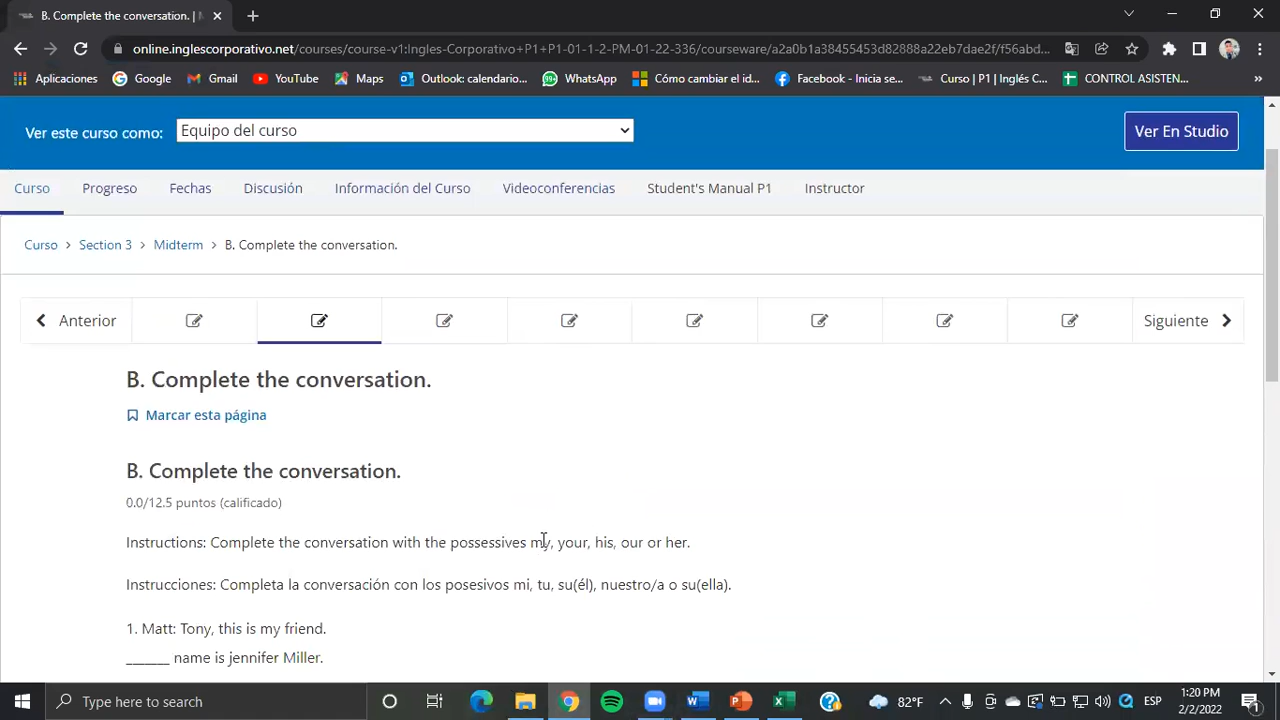 B. Complete the conversation. |
online.inglescorporativo.net/courses/course-v1:Ingles-Corporativo+P1+P1-01-1-2-PM-01-22-336/courseware/a2a0b1a38455453d82888a22eb7dae2f/f56abd...
Aplicaciones Google Gmail YouTube Maps Outlook: calendario... WhatsApp Cómo cambiar el id... Facebook - Inicia se... Curso | P1 | Inglés C... CONTROL ASISTEN... »
Ver este curso como: Equipo del curso Ver En Studio
Curso Progreso Fechas Discusión Información del Curso Videoconferencias Student's Manual P1 Instructor
Curso > Section 3 > Midterm > B. Complete the conversation.
Anterior Siguiente
B. Complete the conversation.
Marcar esta página
B. Complete the conversation.
0.0/12.5 puntos (calificado)
Instructions: Complete the conversation with the possessives my, your, his, our or her.
Instrucciones: Completa la conversación con los posesivos mi, tu, su(él), nuestro/a o su(ella).
1. Matt: Tony, this is my friend.
_______ name is jennifer Miller.
Type here to search 82°F ESP 1:20 PM
2/2/2022